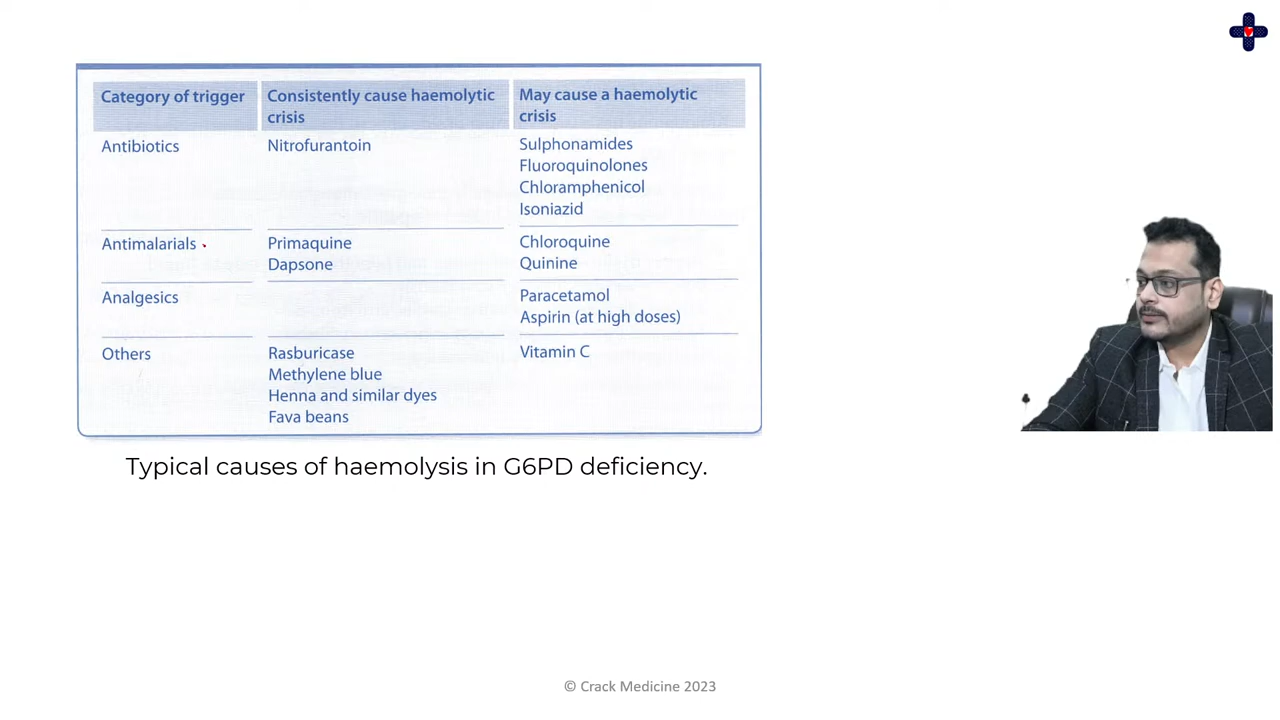 Category of trigger
Consistently cause haemolytic
crisis
May cause a haemolytic
crisis
Antibiotics
Nitrofurantoin
Sulphonamides
Fluoroquinolones
Chloramphenicol
Isoniazid
Antimalarials
Primaquine
Dapsone
Chloroquine
Quinine
Analgesics
Paracetamol
Aspirin (at high doses)
Others
Rasburicase
Methylene blue
Henna and similar dyes
Fava beans
Vitamin C
Typical causes of haemolysis in G6PD deficiency.
© Crack Medicine 2023